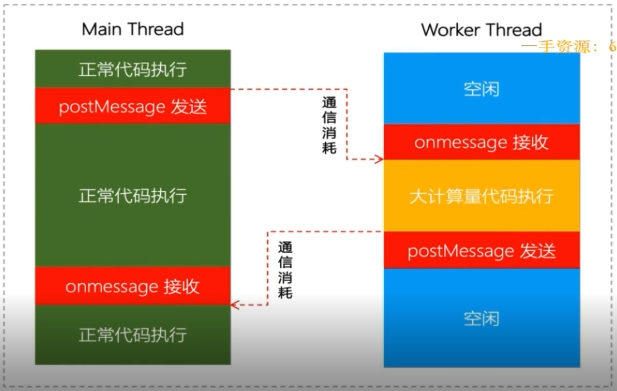 Main Thread
正常代码执行
postMessage 发送
正常代码执行
onmessage 接收
正常代码执行
通信消耗
通信消耗
Worker Thread
一手资源：6
空闲
onmessage 接收
大计算量代码执行
postMessage 发送
空闲